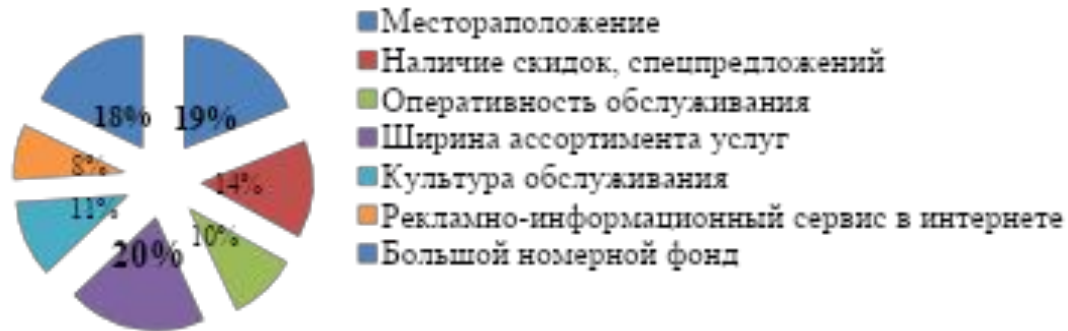 18%
19%
8%
14%
11%
10%
20%
Месторапoложение
Наличие скидок, спецпредложений
Оперативность обслуживания
Ширина ассортимента услуг
Культура обслуживания
Рекламно-информационный сервис в интернете
Большой номерной фонд